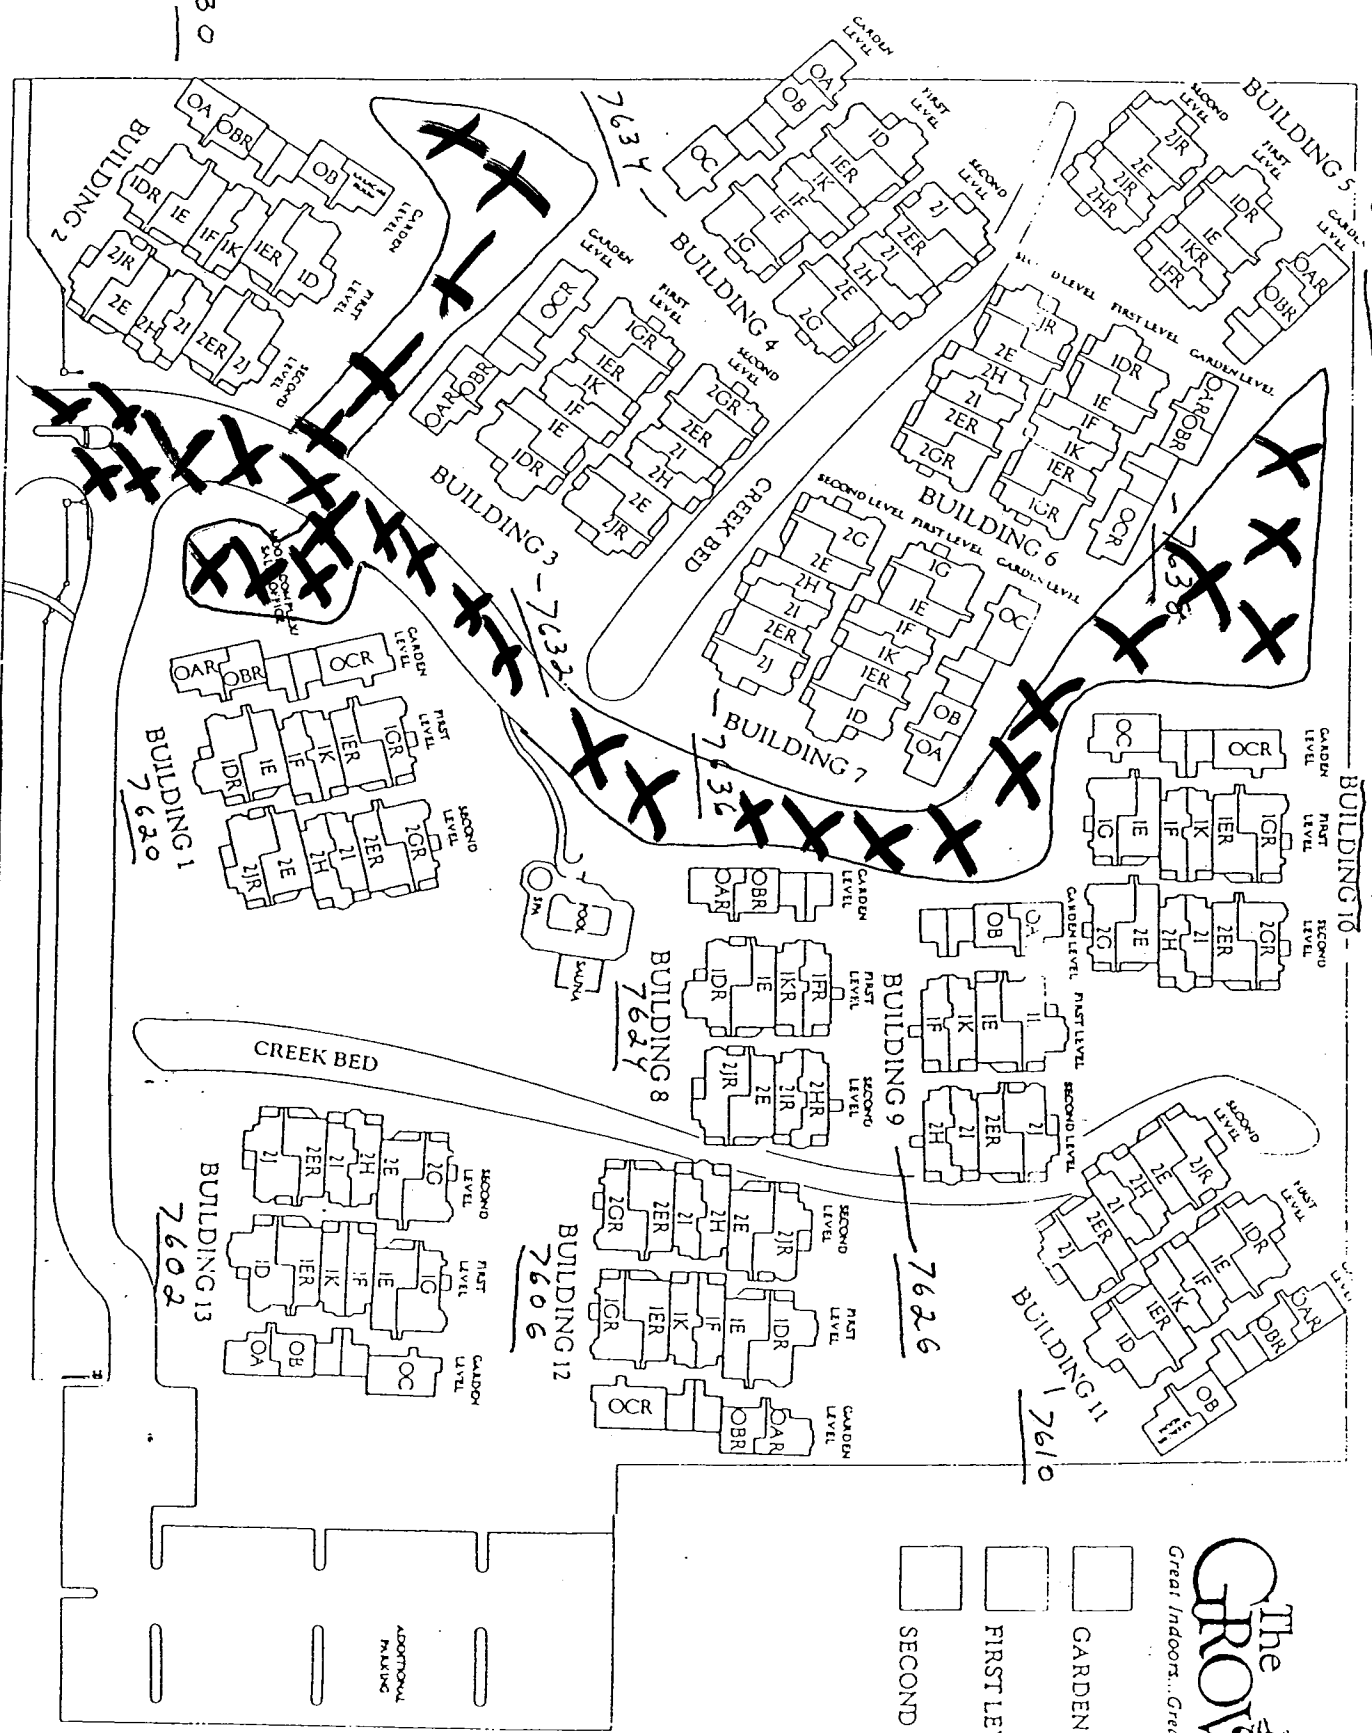 GARDEN LEVEL
OA
OB
OC
FIRST LEVEL
1D
1ER
1K
1F
1E
1G
SECOND LEVEL
2J
2ER
2I
2H
2E
2G
BUILDING 4
7634
BUILDING 5
SECOND LEVEL
2JR
2E
2IR
2HR
FIRST LEVEL
1DR
1E
1KR
1FR
OAR
OBR
BUILDING 2
OA
OBR
OB
GARDEN LEVEL
1DR
1E
1F
1K
1ER
1D
FIRST LEVEL
2JR
2E
2H
2I
2ER
2J
SECOND LEVEL
GARDEN LEVEL
OCR
OBR
OAR
FIRST LEVEL
1GR
1ER
1K
1F
1E
1DR
SECOND LEVEL
2GR
2ER
2I
2H
2E
2JR
BUILDING 3 - 7632
CREEK BED
LEVEL
FIRST LEVEL
GARDEN LEVEL
JR
2E
2H
2I
2ER
2GR
1DR
1E
1F
1K
1ER
1GR
OAR
OBR
OCR
BUILDING 6
SECOND LEVEL
FIRST LEVEL
GARDEN LEVEL
2G
2E
2H
2I
2ER
2J
1G
1E
1F
1K
1ER
1D
OC
OB
OA
BUILDING 7
7636
GARDEN LEVEL
OAR
OBR
OCR
FIRST LEVEL
1DR
1E
1F
1K
1ER
1GR
SECOND LEVEL
2JR
2E
2H
2I
2ER
2GR
BUILDING 1
7620
SPA
POOL
SAUNA
GARDEN LEVEL
OAR
OBR
FIRST LEVEL
1DR
1E
1KR
1FR
SECOND LEVEL
2JR
2E
2IR
2HR
BUILDING 8
7624
GARDEN LEVEL
OB
OA
FIRST LEVEL
1F
1K
1E
SECOND LEVEL
2H
2I
2ER
BUILDING 9
7626
BUILDING 10
GARDEN LEVEL
OC
OCR
FIRST LEVEL
1G
1E
1F
1K
1ER
1GR
SECOND LEVEL
2G
2E
2H
2I
2ER
2GR
CREEK BED
SECOND LEVEL
2JR
2E
2H
2I
2ER
2J
FIRST LEVEL
1DR
1E
1F
1K
1ER
1D
OAR
OBR
OB
BUILDING 11
7610
SECOND LEVEL
2J
2ER
2I
2H
2E
2G
FIRST LEVEL
1D
1ER
1K
1F
1E
1G
GARDEN LEVEL
OA
OB
OC
BUILDING 13
7602
SECOND LEVEL
2GR
2ER
2I
2H
2E
2JR
FIRST LEVEL
1GR
1ER
1K
1F
1E
1DR
GARDEN LEVEL
OCR
OBR
OAR
BUILDING 12
7606
ADDITIONAL PARKING
The
GROV
Great Indoors...Grea
GARDEN
FIRST LEV
SECOND